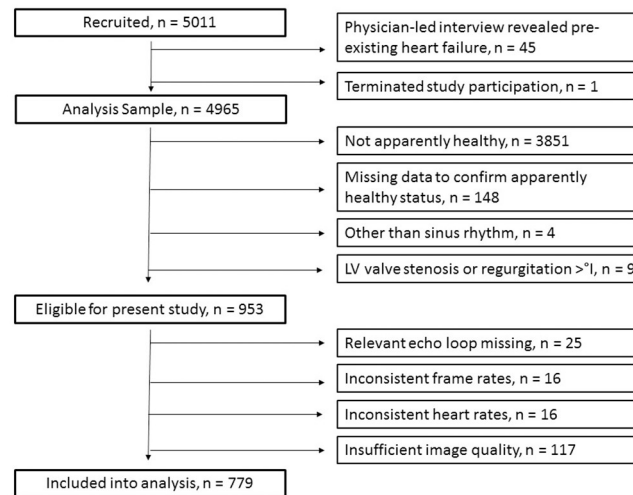 Recruited, n = 5011
Physician-led interview revealed pre-
existing heart failure, n = 45
Terminated study participation, n = 1
Analysis Sample, n = 4965
Not apparently healthy, n = 3851
Missing data to confirm apparently
healthy status, n = 148
Other than sinus rhythm, n = 4
LV valve stenosis or regurgitation >°I, n = 9
Eligible for present study, n = 953
Relevant echo loop missing, n = 25
Inconsistent frame rates, n = 16
Inconsistent heart rates, n = 16
Insufficient image quality, n = 117
Included into analysis, n = 779